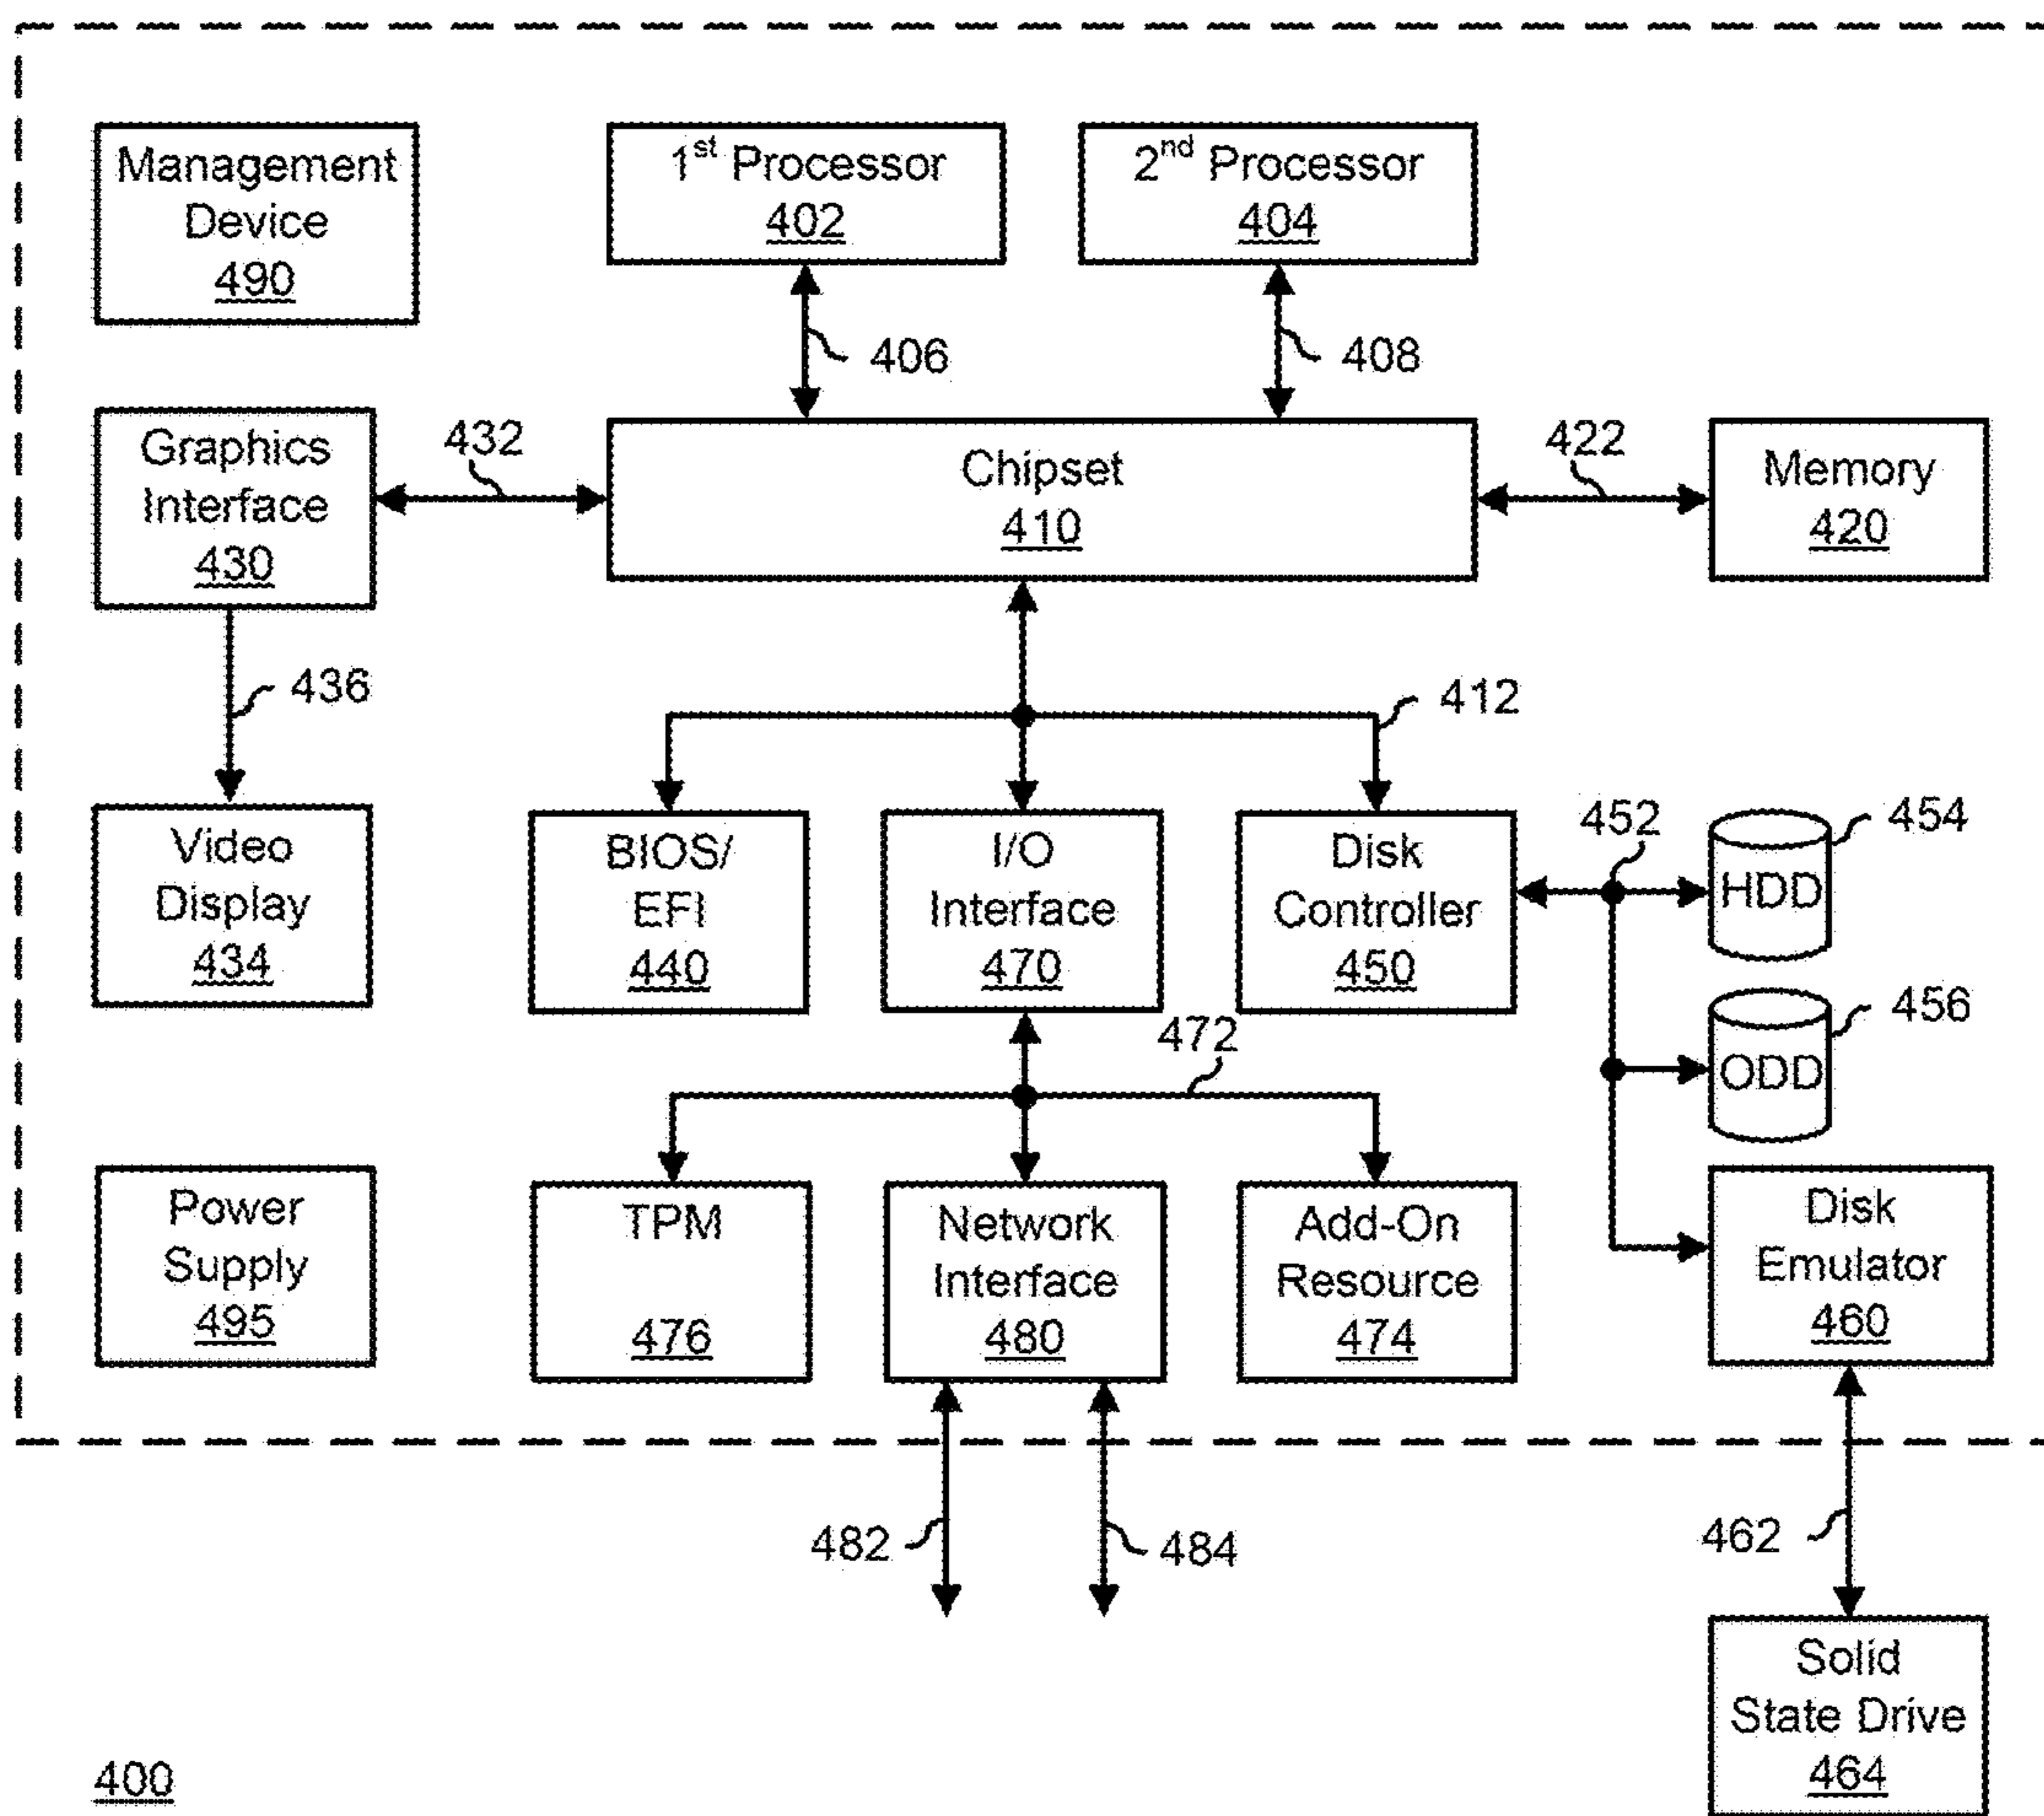 Management
Device
490
1st Processor
402
2nd Processor
404
406
408
Graphics
Interface
430
432
Chipset
410
422
Memory
420
436
412
Video
Display
434
BIOS/
EFI
440
I/O
Interface
470
Disk
Controller
450
452
HDD
454
ODD
456
472
Power
Supply
495
TPM
476
Network
Interface
480
Add-On
Resource
474
Disk
Emulator
460
482
484
462
Solid
State Drive
464
400